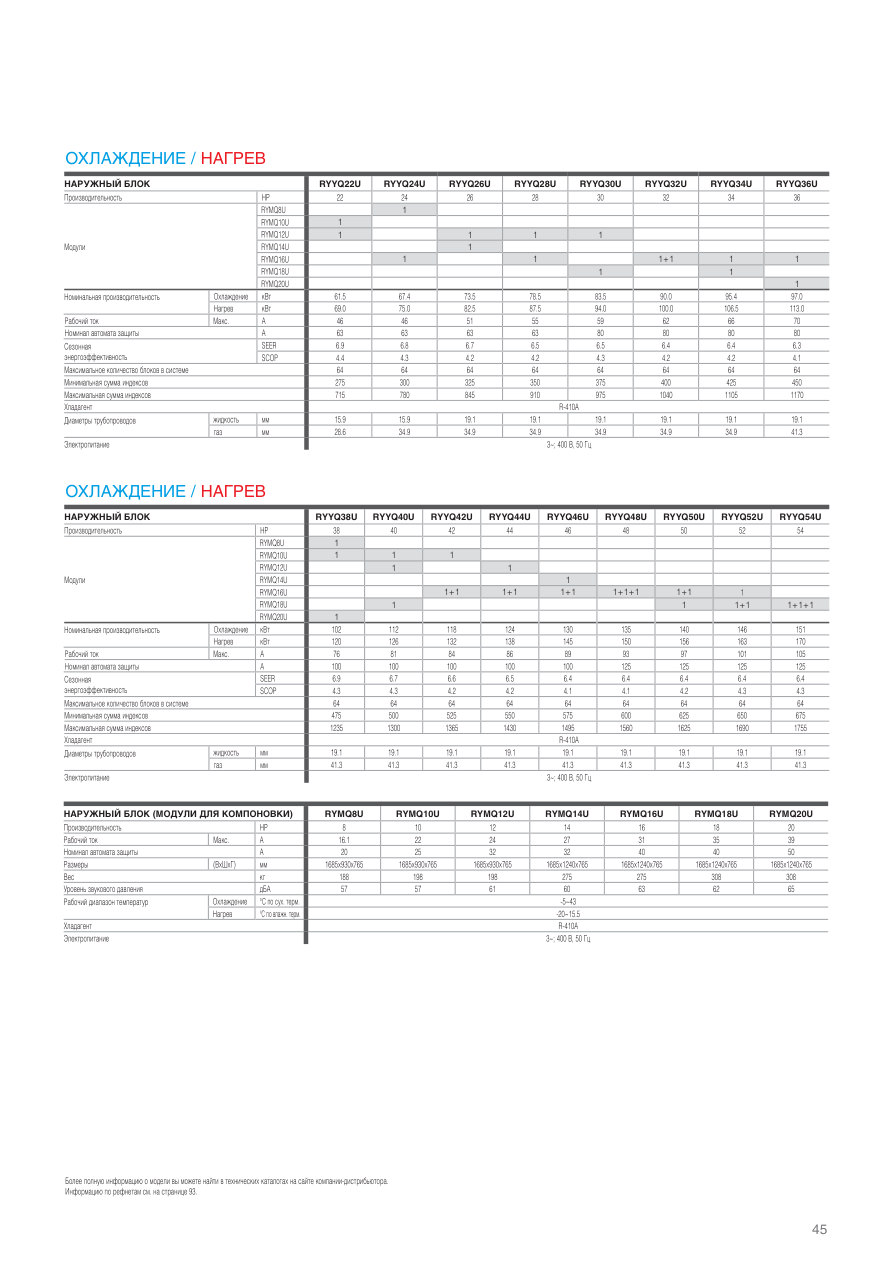 ОХЛАЖДЕНИЕ / НАГРЕВ
НАРУЖНЫЙ БЛОК RYYQ22U RYYQ24U RYYQ26U RYYQ28U RYYQ30U RYYQ32U RYYQ34U RYYQ36U
Производительность HP 22 24 26 28 30 32 34 36
RYMQ8U 1
RYMQ10U 1
RYMQ12U 1 1 1 1
Модули RYMQ14U 1
RYMQ16U 1 1 1+1 1 1
RYMQ18U 1 1
RYMQ20U 1
Номинальная производительность Охлаждение кВт 61.5 67.4 73.5 78.5 83.5 90.0 95.4 97.0
Нагрев кВт 69.0 75.0 82.5 87.5 94.0 100.0 106.5 113.0
Рабочий ток Макс. А 46 46 51 55 59 62 66 70
Номинал автомата защиты А 63 63 63 63 80 80 80 80
Сезонная SEER 6.9 6.8 6.7 6.5 6.5 6.4 6.4 6.3
энергоэффективность SCOP 4.4 4.3 4.2 4.2 4.3 4.2 4.2 4.1
Максимальное количество блоков в системе 64 64 64 64 64 64 64 64
Минимальная сумма индексов 275 300 325 350 375 400 425 450
Максимальная сумма индексов 715 780 845 910 975 1040 1105 1170
Хладагент R-410A
Диаметры трубопроводов жидкость мм 15.9 15.9 19.1 19.1 19.1 19.1 19.1 19.1
газ мм 28.6 34.9 34.9 34.9 34.9 34.9 34.9 41.3
Электропитание 3~; 400 В, 50 Гц
ОХЛАЖДЕНИЕ / НАГРЕВ
НАРУЖНЫЙ БЛОК RYYQ38U RYYQ40U RYYQ42U RYYQ44U RYYQ46U RYYQ48U RYYQ50U RYYQ52U RYYQ54U
Производительность HP 38 40 42 44 46 48 50 52 54
RYMQ8U 1
RYMQ10U 1 1 1
RYMQ12U 1 1
Модули RYMQ14U 1
RYMQ16U 1+1 1+1 1+1 1+1+1 1+1 1
RYMQ18U 1 1 1+1 1+1+1
RYMQ20U 1
Номинальная производительность Охлаждение кВт 102 112 118 124 130 135 140 146 151
Нагрев кВт 120 126 132 138 145 150 156 163 170
Рабочий ток Макс. А 76 81 84 86 89 93 97 101 105
Номинал автомата защиты А 100 100 100 100 100 125 125 125 125
Сезонная SEER 6.9 6.7 6.6 6.5 6.4 6.4 6.4 6.4 6.4
энергоэффективность SCOP 4.3 4.3 4.2 4.2 4.1 4.1 4.2 4.3 4.3
Максимальное количество блоков в системе 64 64 64 64 64 64 64 64 64
Минимальная сумма индексов 475 500 525 550 575 600 625 650 675
Максимальная сумма индексов 1235 1300 1365 1430 1495 1560 1625 1690 1755
Хладагент R-410A
Диаметры трубопроводов жидкость мм 19.1 19.1 19.1 19.1 19.1 19.1 19.1 19.1 19.1
газ мм 41.3 41.3 41.3 41.3 41.3 41.3 41.3 41.3 41.3
Электропитание 3~; 400 В, 50 Гц
НАРУЖНЫЙ БЛОК (МОДУЛИ ДЛЯ КОМПОНОВКИ) RYMQ8U RYMQ10U RYMQ12U RYMQ14U RYMQ16U RYMQ18U RYMQ20U
Производительность HP 8 10 12 14 16 18 20
Рабочий ток Макс. А 16.1 22 24 27 31 35 39
Номинал автомата защиты А 20 25 32 32 40 40 50
Размеры (ВхШхГ) мм 1685x930x765 1685x930x765 1685x930x765 1685x1240x765 1685x1240x765 1685x1240x765 1685x1240x765
Вес кг 188 198 198 275 275 308 308
Уровень звукового давления дБА 57 57 61 60 63 62 65
Рабочий диапазон температур Охлаждение °С по сух. терм. -5~43
Нагрев °С по влажн. терм. -20~15.5
Хладагент R-410A
Электропитание 3~; 400 В, 50 Гц
Более полную информацию о модели вы можете найти в технических каталогах на сайте компании-дистрибьютора.
Информацию по рефнетам см. на странице 93.
45